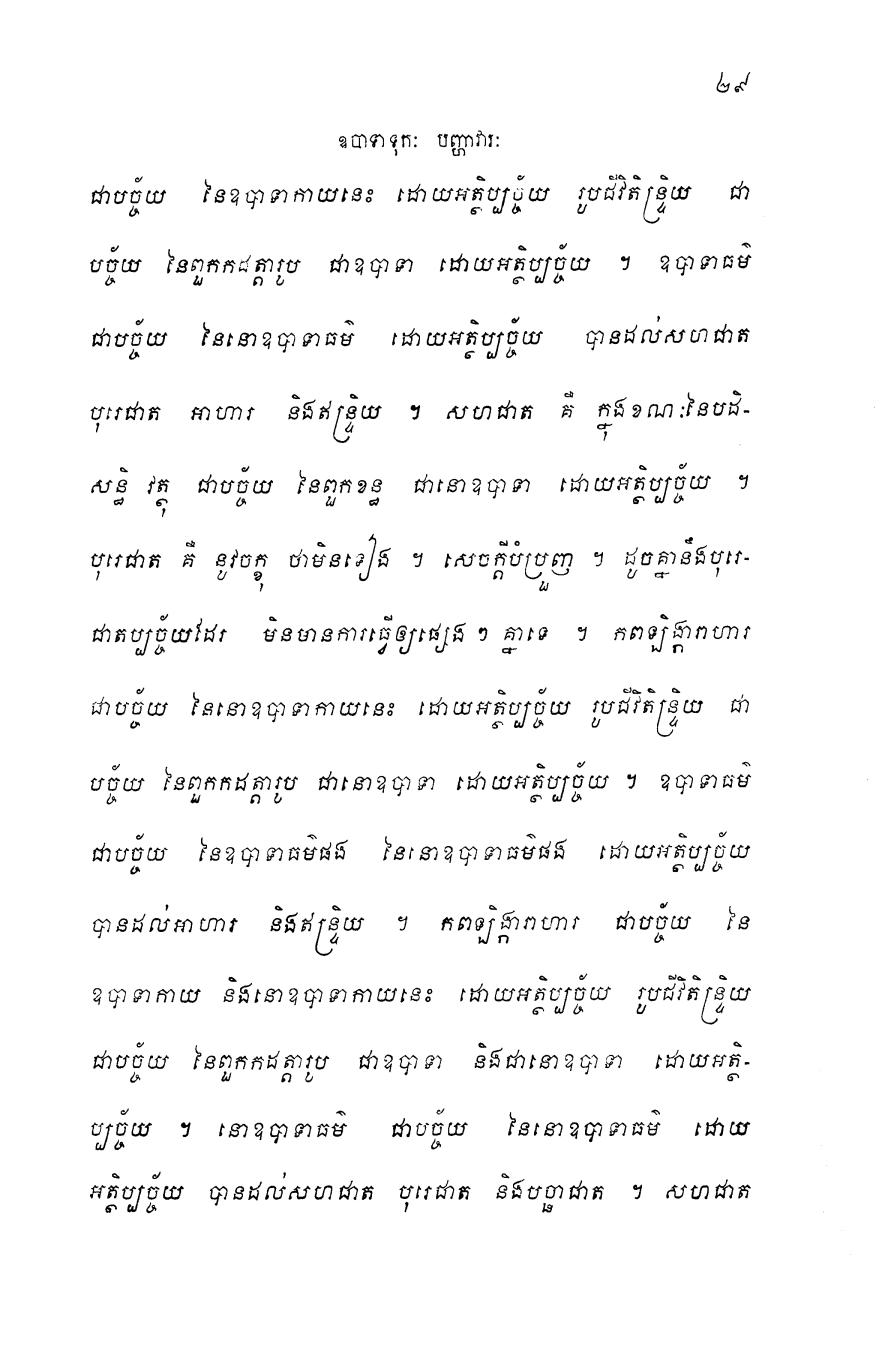 ២៩
ឧបាទាទុកៈ បញ្ហាវារៈ
ជាបច្ច័យ នៃឧបាទាកាយនេះ ដោយអត្ថិប្បច្ច័យ រូបជីវិតិន្ទ្រិយ ជា
បច្ច័យ នៃពួកកដត្តារូប ជាឧបាទា ដោយអត្ថិប្បច្ច័យ ។ ឧបាទាធម៌
ជាបច្ច័យ នៃនោឧបាទាធម៌ ដោយអត្ថិប្បច្ច័យ បានដល់សហជាត
បុរេជាត អាហារ និងឥន្ទ្រិយ ។ សហជាត គឺ ក្នុងខណៈនៃបដិ-
សន្ធិ វត្ថុ ជាបច្ច័យ នៃពួកខន្ធ ជានោឧបាទា ដោយអត្ថិប្បច្ច័យ ។
បុរេជាត គឺ នូវចក្ខុ ថាមិនទៀង ។ សេចក្តីបំប្រួញ ។ ដូចគ្នានឹងបុរេ-
ជាតប្បច្ច័យដែរ មិនមានការធ្វើឲ្យផ្សេង ៗ គ្នាទេ ។ កពឡិង្ការាហារ
ជាបច្ច័យ នៃនោឧបាទាកាយនេះ ដោយអត្ថិប្បច្ច័យ រូបជីវិតិន្ទ្រិយ ជា
បច្ច័យ នៃពួកកដត្តារូប ជានោឧបាទា ដោយអត្ថិប្បច្ច័យ ។ ឧបាទាធម៌
ជាបច្ច័យ នៃឧបាទាធម៌ផង នៃនោឧបាទាធម៌ផង ដោយអត្ថិប្បច្ច័យ
បានដល់អាហារ និងឥន្ទ្រិយ ។ កពឡិង្ការាហារ ជាបច្ច័យ នៃ
ឧបាទាកាយ និងនោឧបាទាកាយនេះ ដោយអត្ថិប្បច្ច័យ រូបជីវិតិន្ទ្រិយ
ជាបច្ច័យ នៃពួកកដត្តារូប ជាឧបាទា និងជានោឧបាទា ដោយអត្ថិ-
ប្បច្ច័យ ។ នោឧបាទាធម៌ ជាបច្ច័យ នៃនោឧបាទាធម៌ ដោយ
អត្ថិប្បច្ច័យ បានដល់សហជាត បុរេជាត និងបច្ឆាជាត ។ សហជាត